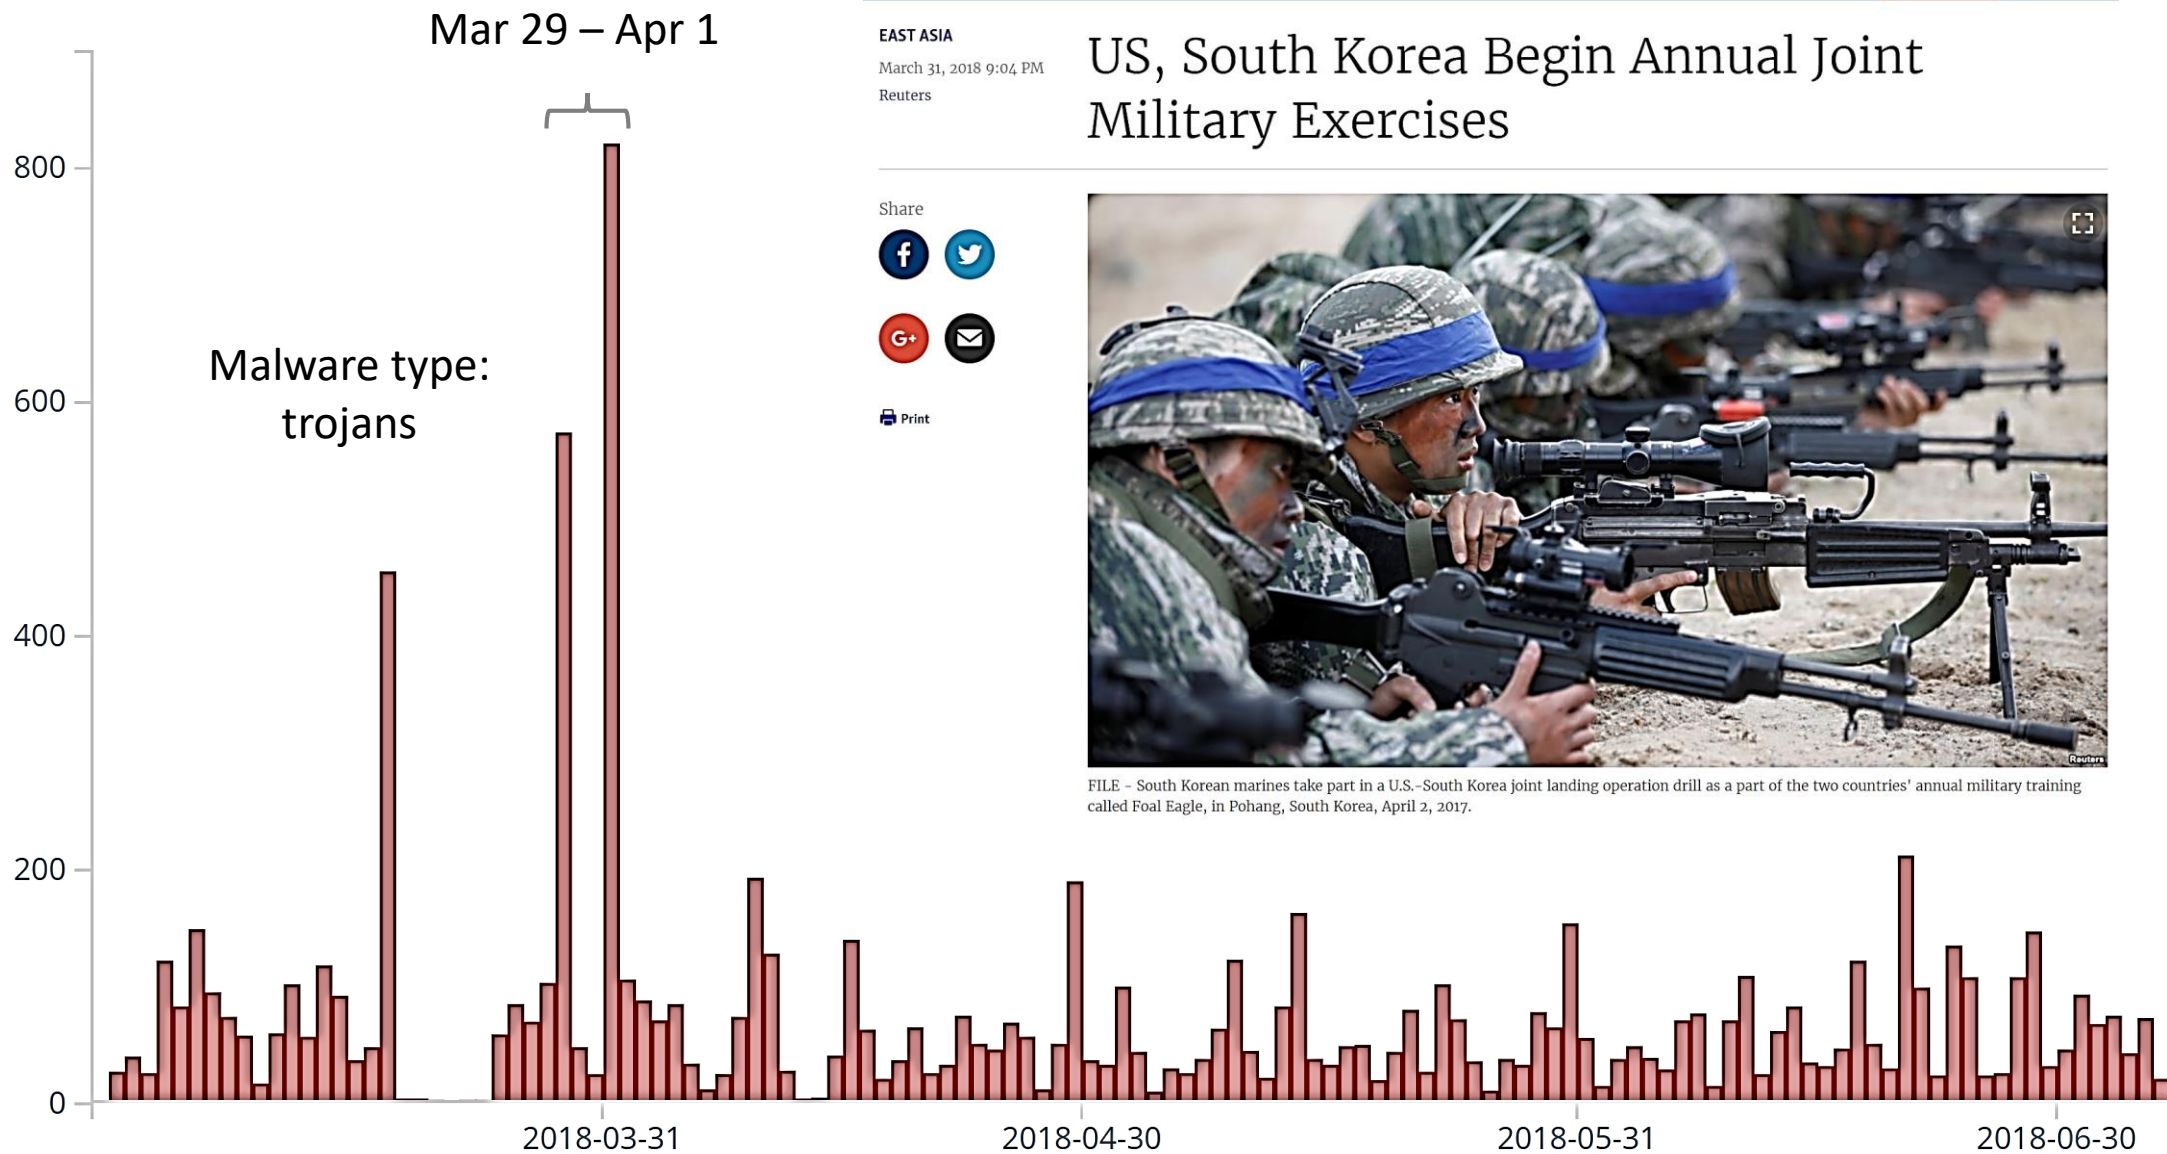 Mar 29 – Apr 1
EAST ASIA
March 31, 2018 9:04 PM
Reuters
US, South Korea Begin Annual Joint
Military Exercises
Share
f
G+
Print
Malware type:
trojans
Reuters
FILE - South Korean marines take part in a U.S.-South Korea joint landing operation drill as a part of the two countries' annual military training
called Foal Eagle, in Pohang, South Korea, April 2, 2017.
800
600
400
200
0
2018-03-31
2018-04-30
2018-05-31
2018-06-30